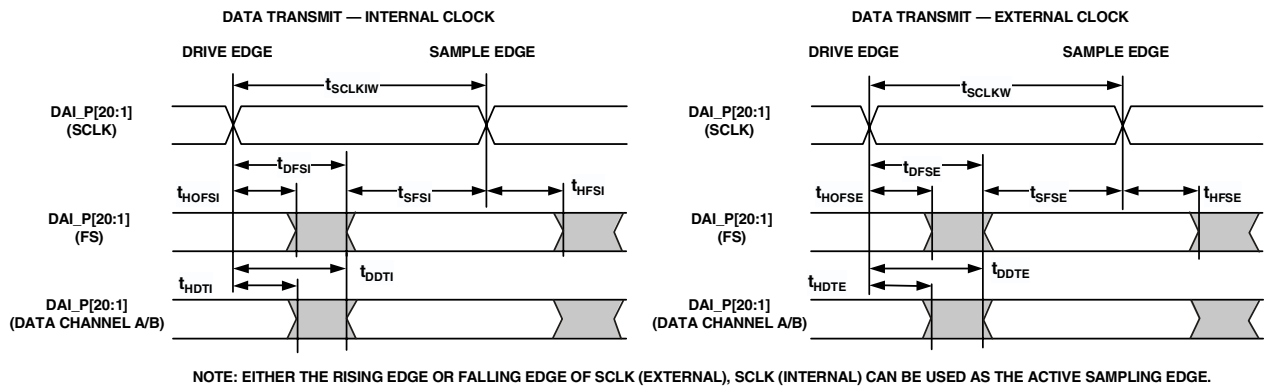 DATA TRANSMIT — INTERNAL CLOCK
DRIVE EDGE
SAMPLE EDGE
tSCLKIW
DAI_P[20:1]
(SCLK)
tDFSI
tHOFSI
tSFSI
tHFSI
DAI_P[20:1]
(FS)
tDDTI
tHDTI
DAI_P[20:1]
(DATA CHANNEL A/B)
DATA TRANSMIT — EXTERNAL CLOCK
DRIVE EDGE
SAMPLE EDGE
tSCLKW
DAI_P[20:1]
(SCLK)
tDFSE
tHOFSE
tSFSE
tHFSE
DAI_P[20:1]
(FS)
tDDTE
tHDTE
DAI_P[20:1]
(DATA CHANNEL A/B)
NOTE: EITHER THE RISING EDGE OR FALLING EDGE OF SCLK (EXTERNAL), SCLK (INTERNAL) CAN BE USED AS THE ACTIVE SAMPLING EDGE.